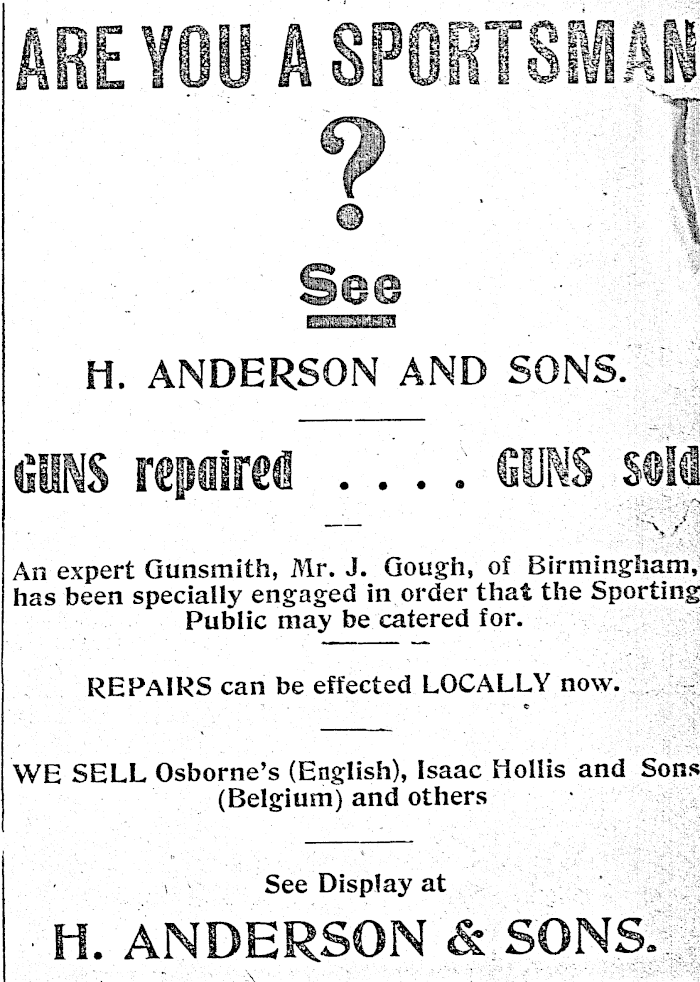 ARE YOU A SPORTSMAN
?
See
H. ANDERSON AND SONS.
GUNS repaired . . . . GUNS sold
An expert Gunsmith, Mr. J. Gough, of Birmingham,
has been specially engaged in order that the Sporting
Public may be catered for.
REPAIRS can be effected LOCALLY now.
WE SELL Osborne's (English), Isaac Hollis and Sons
(Belgium) and others
See Display at
H. ANDERSON & SONS.